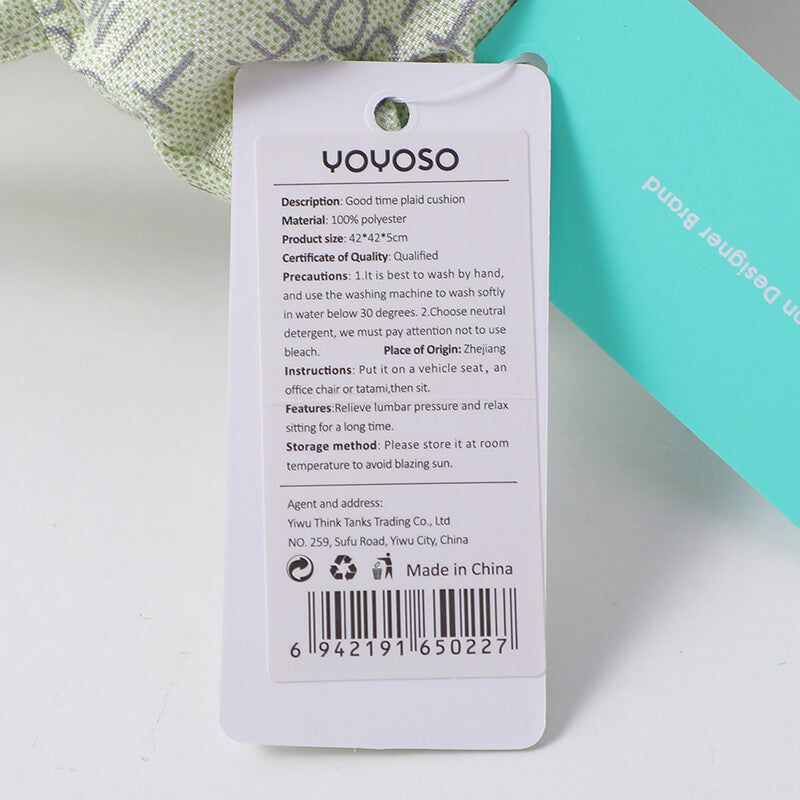 YOYOSO
Description: Good time plaid cushion
Material: 100% polyester
Product size: 42*42*5cm
Certificate of Quality: Qualified
Precautions: 1.It is best to wash by hand,
and use the washing machine to wash softly
in water below 30 degrees. 2.Choose neutral
detergent, we must pay attention not to use
bleach. Place of Origin: Zhejiang
Instructions: Put it on a vehicle seat, an
office chair or tatami,then sit.
Features:Relieve lumbar pressure and relax
sitting for a long time.
Storage method: Please store it at room
temperature to avoid blazing sun.
Agent and address:
Yiwu Think Tanks Trading Co., Ltd
NO. 259, Sufu Road, Yiwu City, China
Made in China
6 942191 650227
on Designer Brand